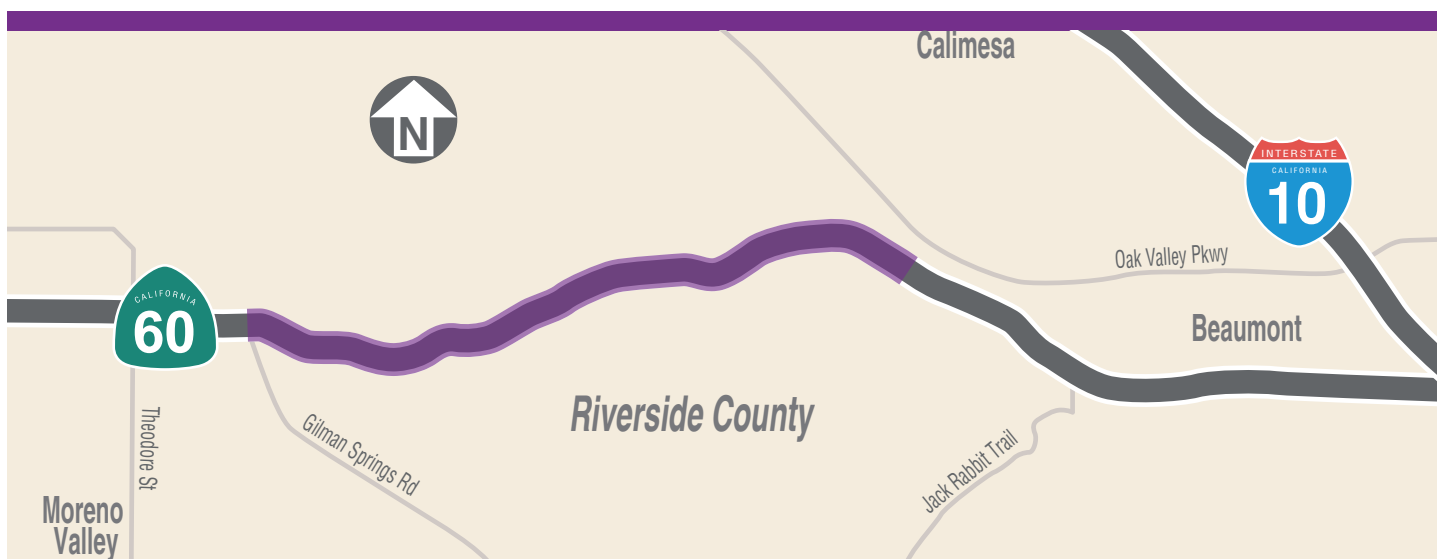 Calimesa
N
INTERSTATE
CALIFORNIA
10
Oak Valley Pkwy
CALIFORNIA
60
Beaumont
Riverside County
Theodore St
Gilman Springs Rd
Jack Rabbit Trail
Moreno
Valley